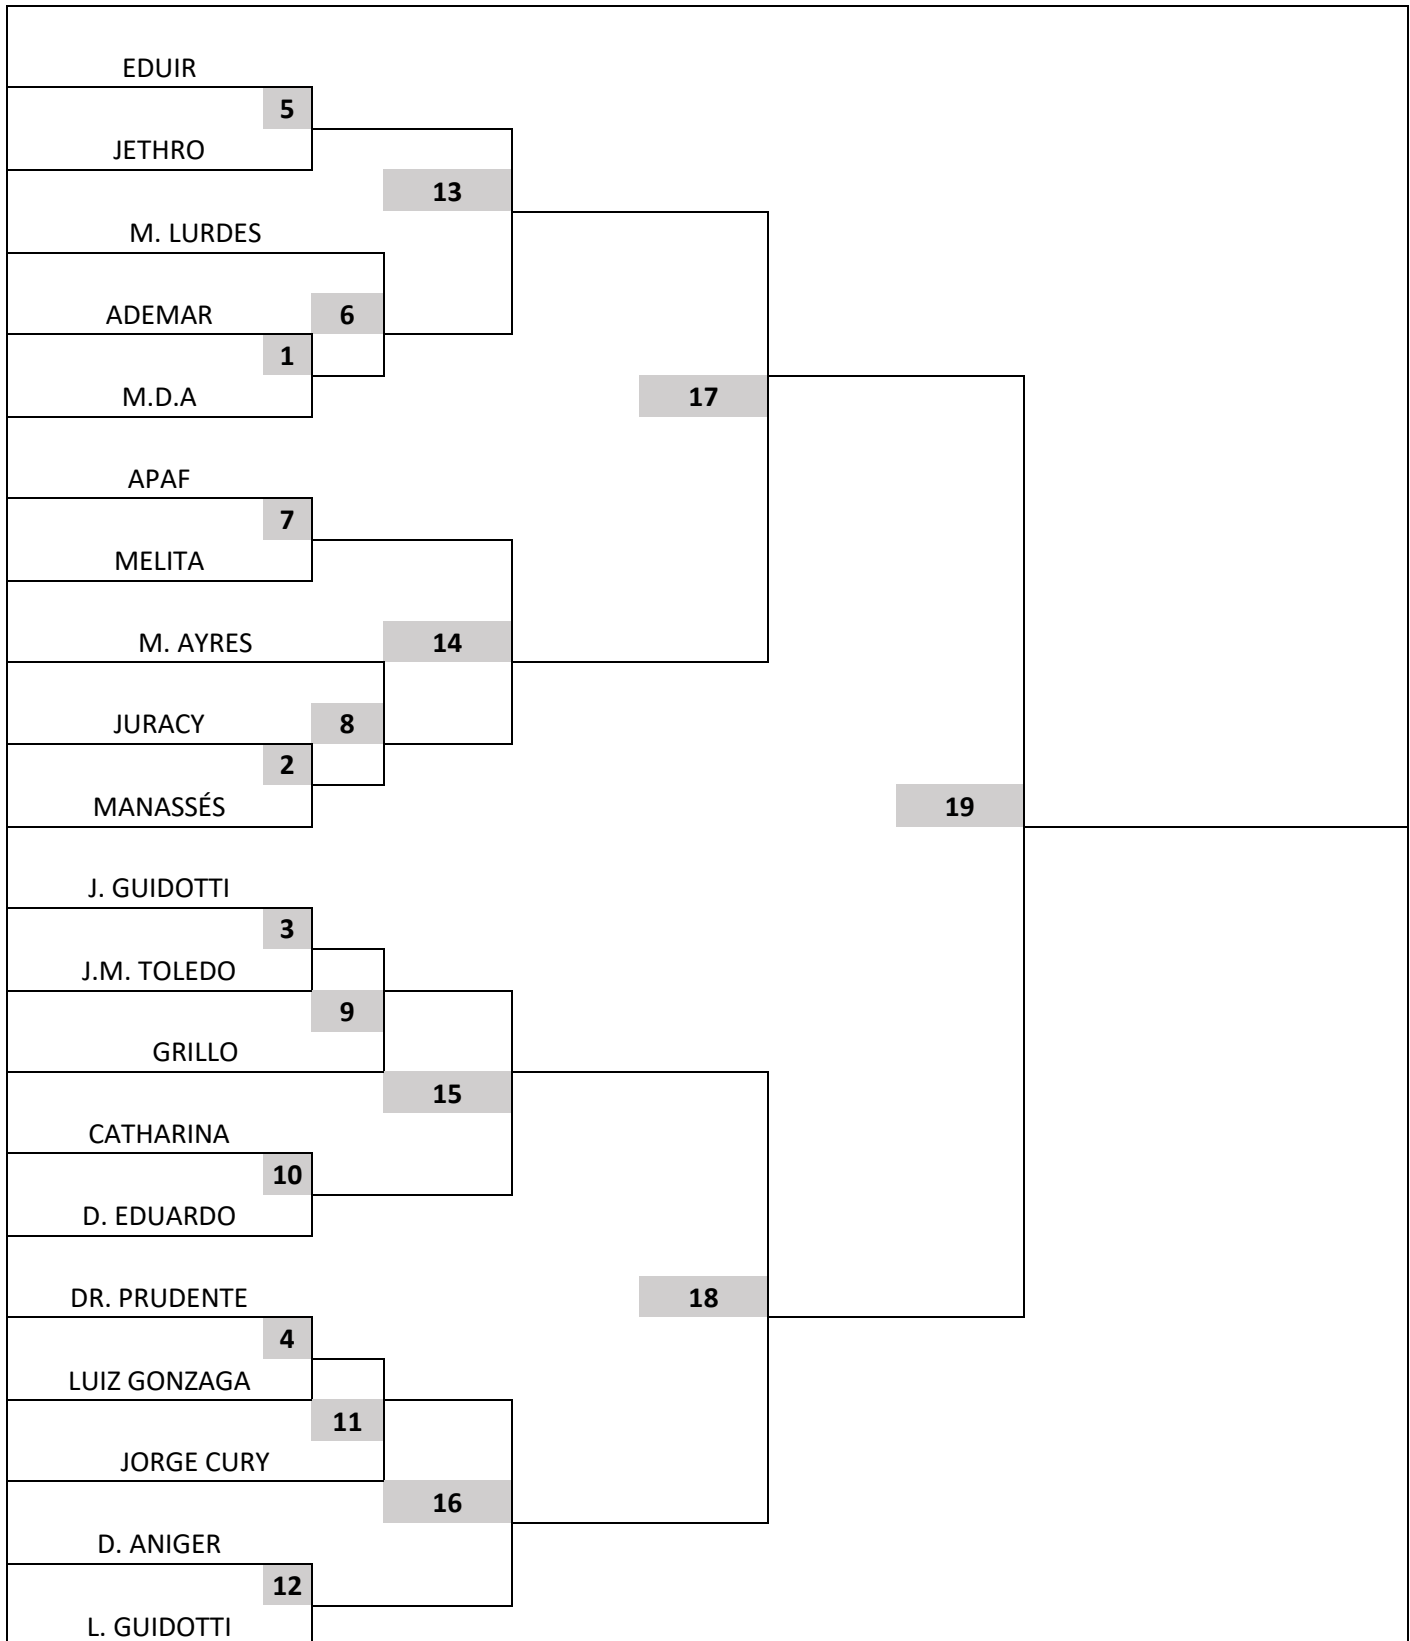 EDUIR
5
JETHRO
13
M. LURDES
ADEMAR 6
1
M.D.A 17
APAF
7
MELITA
M. AYRES 14
JURACY 8
2
MANASSÉS 19
J. GUIDOTTI
3
J.M. TOLEDO
9
GRILLO
15
CATHARINA
10
D. EDUARDO
DR. PRUDENTE 18
4
LUIZ GONZAGA
11
JORGE CURY
16
D. ANIGER
12
L. GUIDOTTI